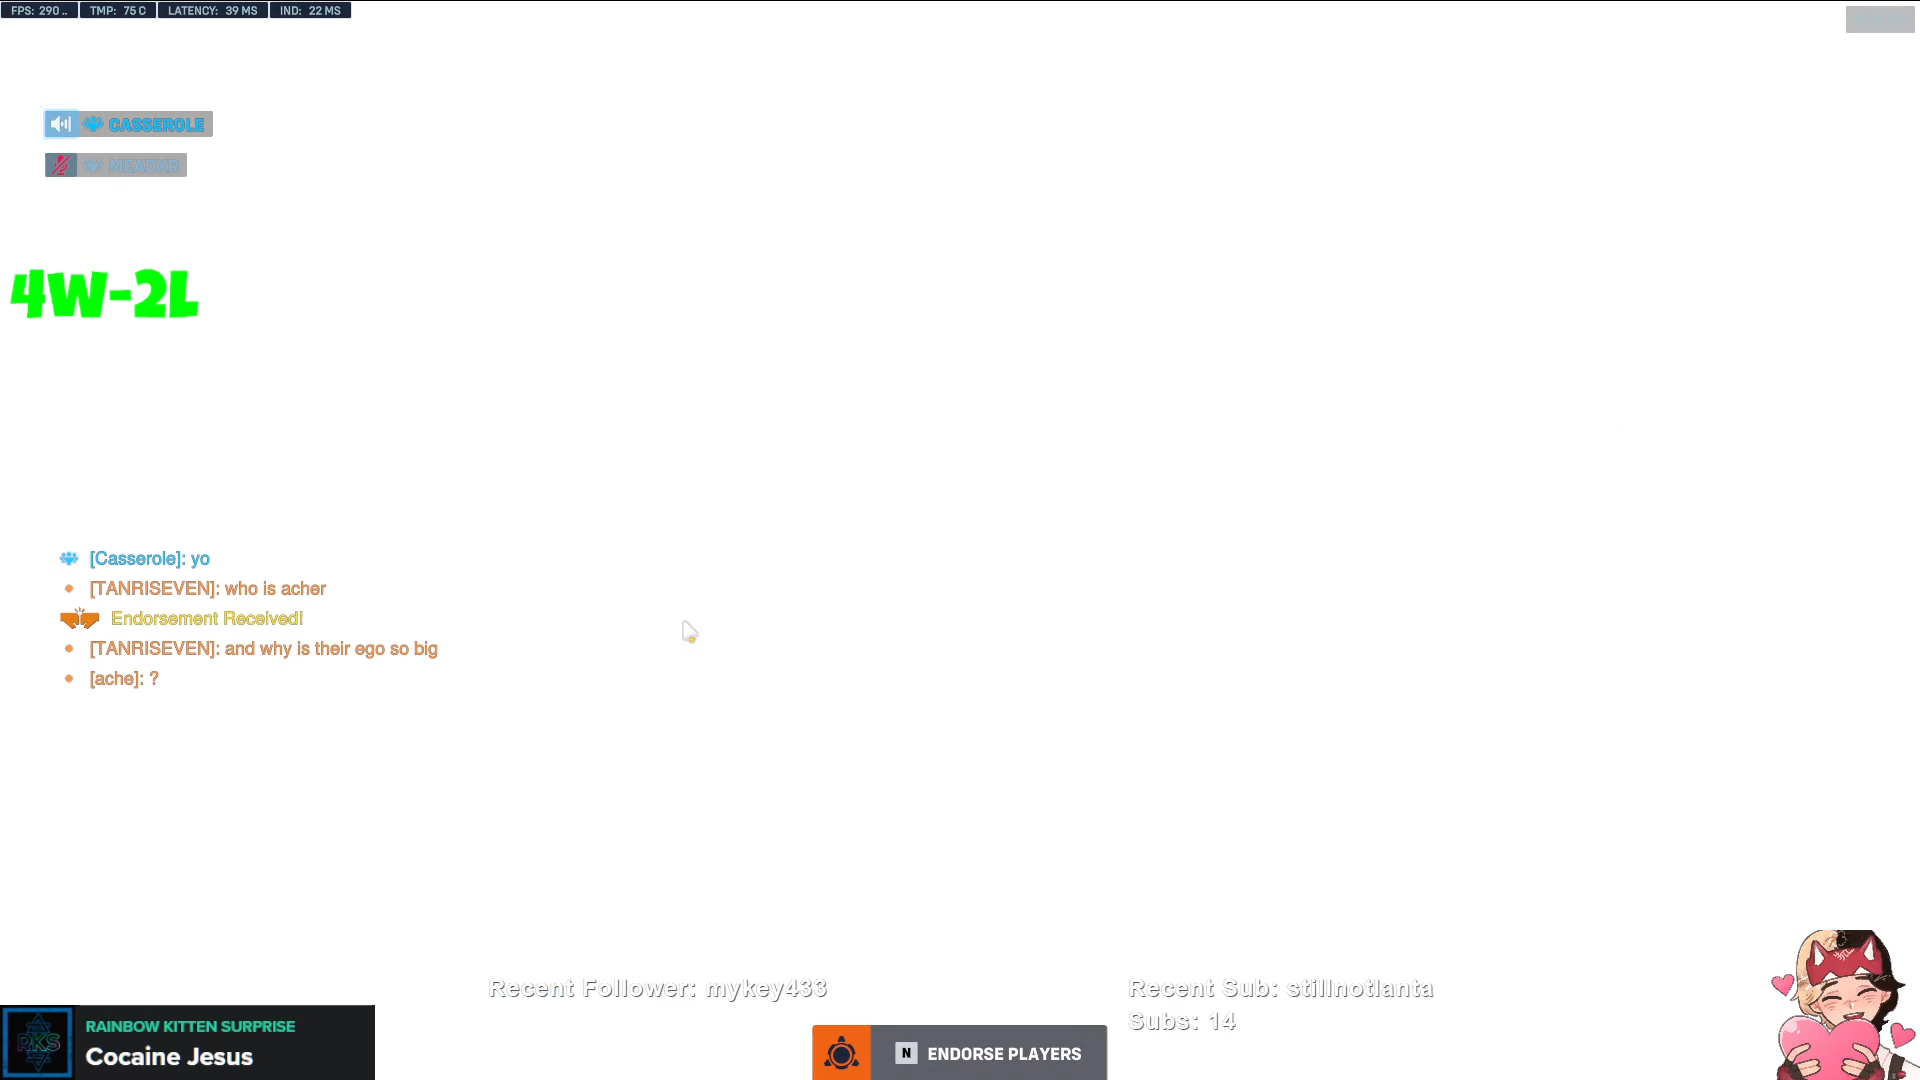 FPS: 290 ..
TMP: 75 C
LATENCY: 39 MS
IND: 22 MS
CASSEROLE
MEADXR
4W-2L
[Casserole]: yo
[TANRISEVEN]: who is acher
Endorsement Received!
[TANRISEVEN]: and why is their ego so big
[ache]: ?
Recent Follower: mykey433
Recent Sub: stillnotlanta
Subs: 14
RKS
RAINBOW KITTEN SURPRISE
Cocaine Jesus
N ENDORSE PLAYERS